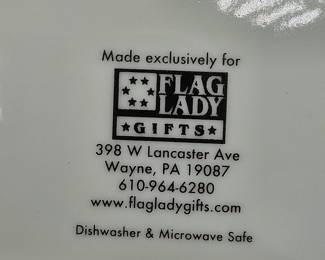 Made exclusively for
FLAG
LADY
GIFTS
398 W Lancaster Ave
Wayne, PA 19087
610-964-6280
www.flagladygifts.com
Dishwasher & Microwave Safe